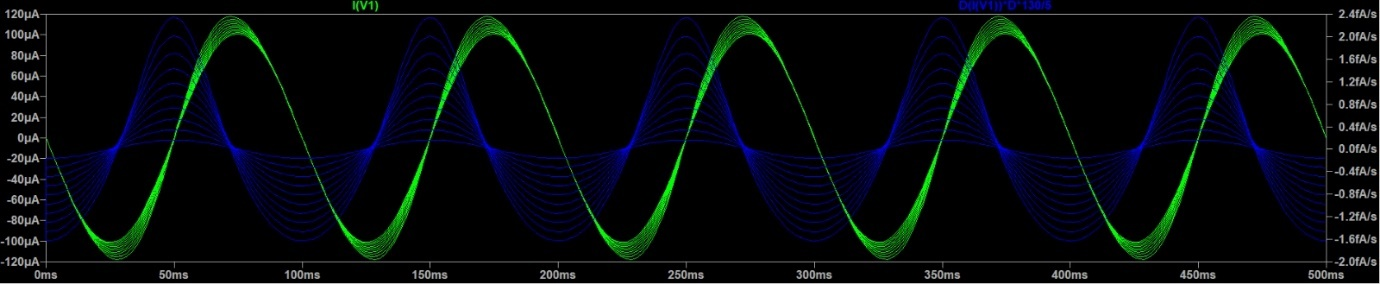 I(V1) D(I(V1))*D*130/6
120µA 2.4fA/s
100µA 2.0fA/s
80µA 1.6fA/s
60µA 1.2fA/s
40µA 0.8fA/s
20µA 0.4fA/s
0µA 0.0fA/s
-20µA -0.4fA/s
-40µA -0.8fA/s
-60µA -1.2fA/s
-80µA -1.6fA/s
-100µA -2.0fA/s
-120µA
0ms 50ms 100ms 150ms 200ms 250ms 300ms 350ms 400ms 450ms 500ms